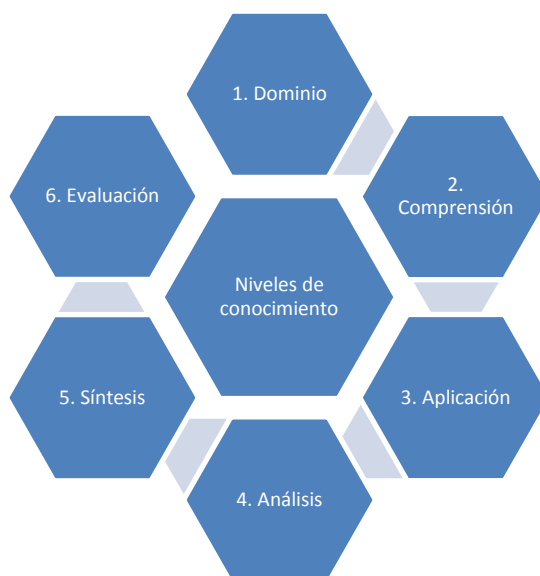 1. Dominio
2.
Comprensión
3. Aplicación
4. Análisis
5. Síntesis
6. Evaluación
Niveles de
conocimiento